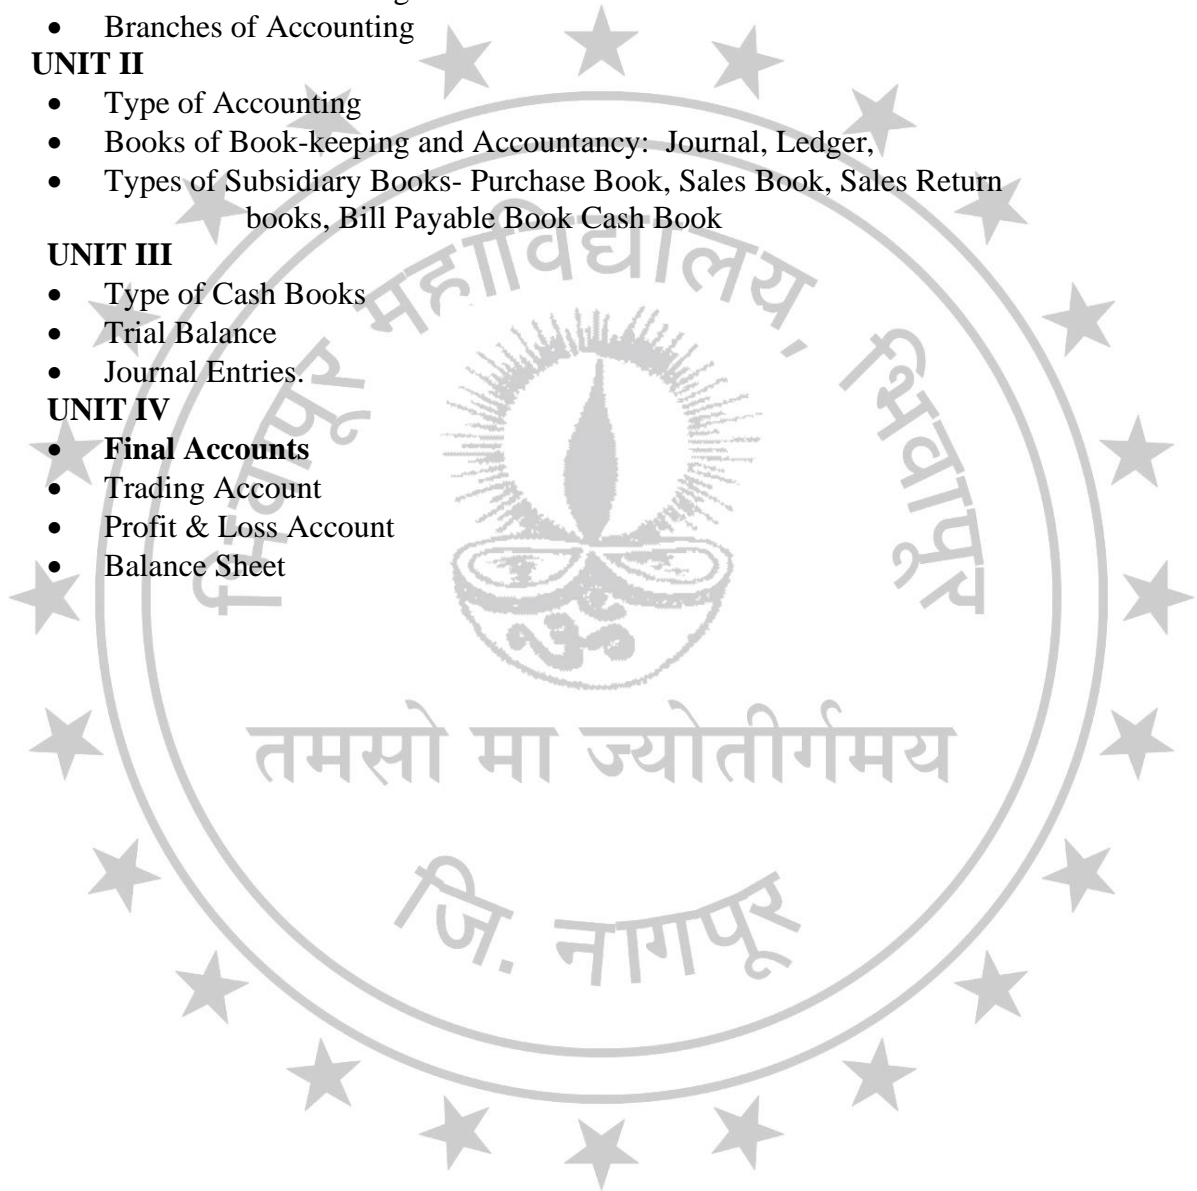 • Branches of Accounting
UNIT II
• Type of Accounting
• Books of Book-keeping and Accountancy: Journal, Ledger,
• Types of Subsidiary Books- Purchase Book, Sales Book, Sales Return
books, Bill Payable Book Cash Book
UNIT III
• Type of Cash Books
• Trial Balance
• Journal Entries.
UNIT IV
• Final Accounts
• Trading Account
• Profit & Loss Account
• Balance Sheet
भिवापूर महाविद्यालय, भिवापूर
तमसो मा ज्योतीर्गमय
जि. नागपूर